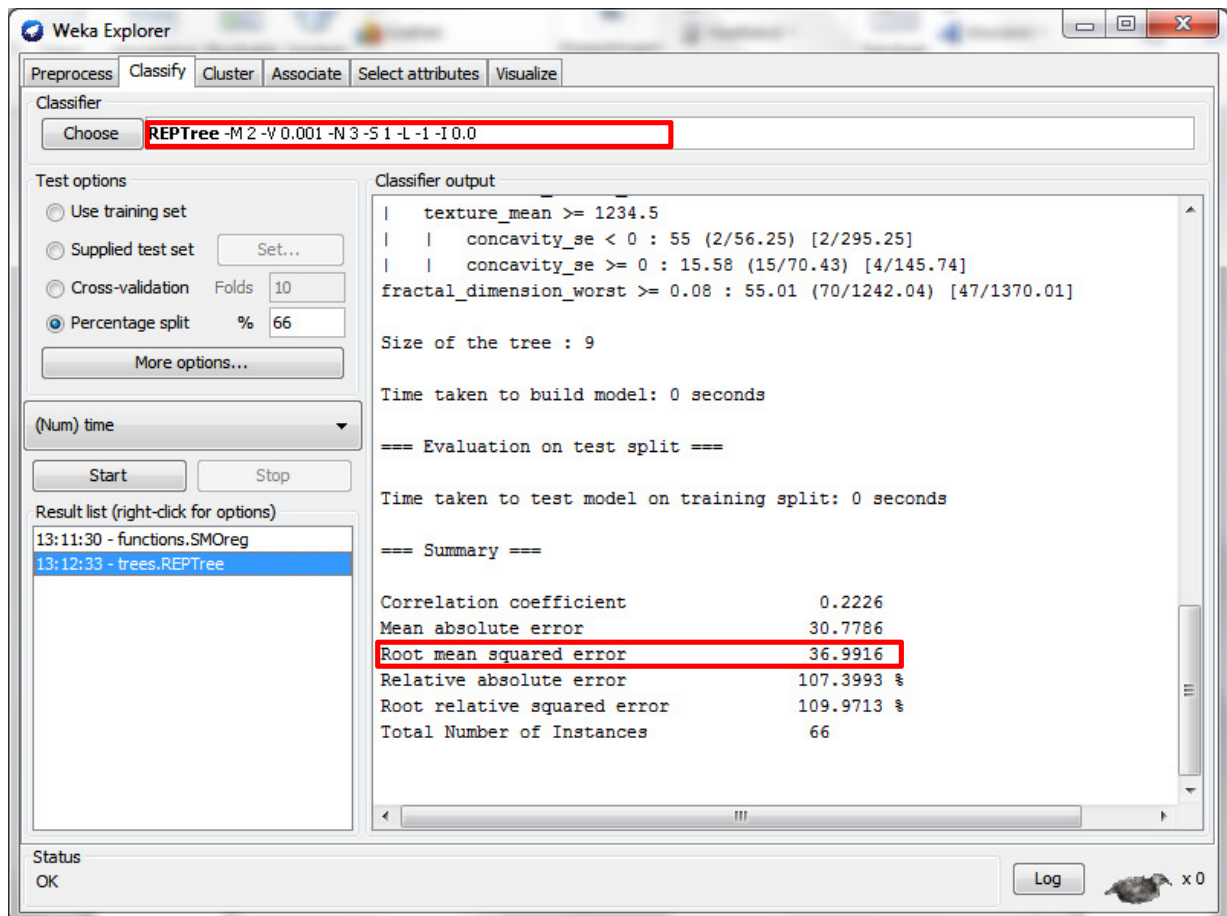 Weka Explorer
Preprocess Classify Cluster Associate Select attributes Visualize
Classifier
Choose REPTree -M 2 -V 0.001 -N 3 -S 1 -L -1 -I 0.0
Test options
Use training set
Supplied test set Set...
Cross-validation Folds 10
Percentage split % 66
More options...
(Num) time
Start Stop
Result list (right-click for options)
13:11:30 - functions.SMOreg
13:12:33 - trees.REPTree
Classifier output
| texture_mean >= 1234.5
| | concavity_se < 0 : 55 (2/56.25) [2/295.25]
| | concavity_se >= 0 : 15.58 (15/70.43) [4/145.74]
fractal_dimension_worst >= 0.08 : 55.01 (70/1242.04) [47/1370.01]
Size of the tree : 9
Time taken to build model: 0 seconds
=== Evaluation on test split ===
Time taken to test model on training split: 0 seconds
=== Summary ===
Correlation coefficient 0.2226
Mean absolute error 30.7786
Root mean squared error 36.9916
Relative absolute error 107.3993 %
Root relative squared error 109.9713 %
Total Number of Instances 66
Status
OK
Log
x 0